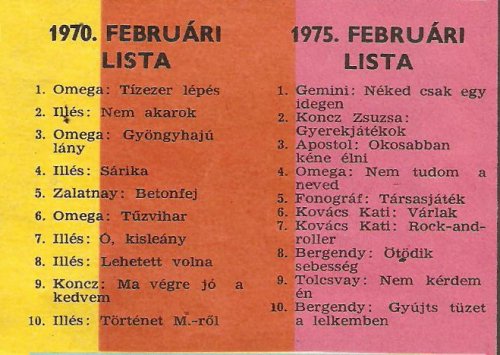 1970. FEBRUÁRI
LISTA
1. Omega: Tízezer lépés
2. Illés: Nem akarok
3. Omega: Gyöngyhajú
lány
4. Illés: Sárika
5. Zalatnay: Betonfej
6. Omega: Tűzvihar
7. Illés: Ó, kisleány
8. Illés: Lehetett volna
9. Koncz: Ma végre jó a
kedvem
10. Illés: Történet M.-ről
1975. FEBRUÁRI
LISTA
1. Gemini: Néked csak egy
idegen
2. Koncz Zsuzsa:
Gyerekjátékok
3. Apostol: Okosabban
kéne élni
4. Omega: Nem tudom a
neved
5. Fonográf: Társasjáték
6. Kovács Kati: Várlak
7. Kovács Kati: Rock-and-
roller
8. Bergendy: Ötödik
sebesség
9. Tolcsvay: Nem kérdem
én
10. Bergendy: Gyújts tüzet
a lelkemben